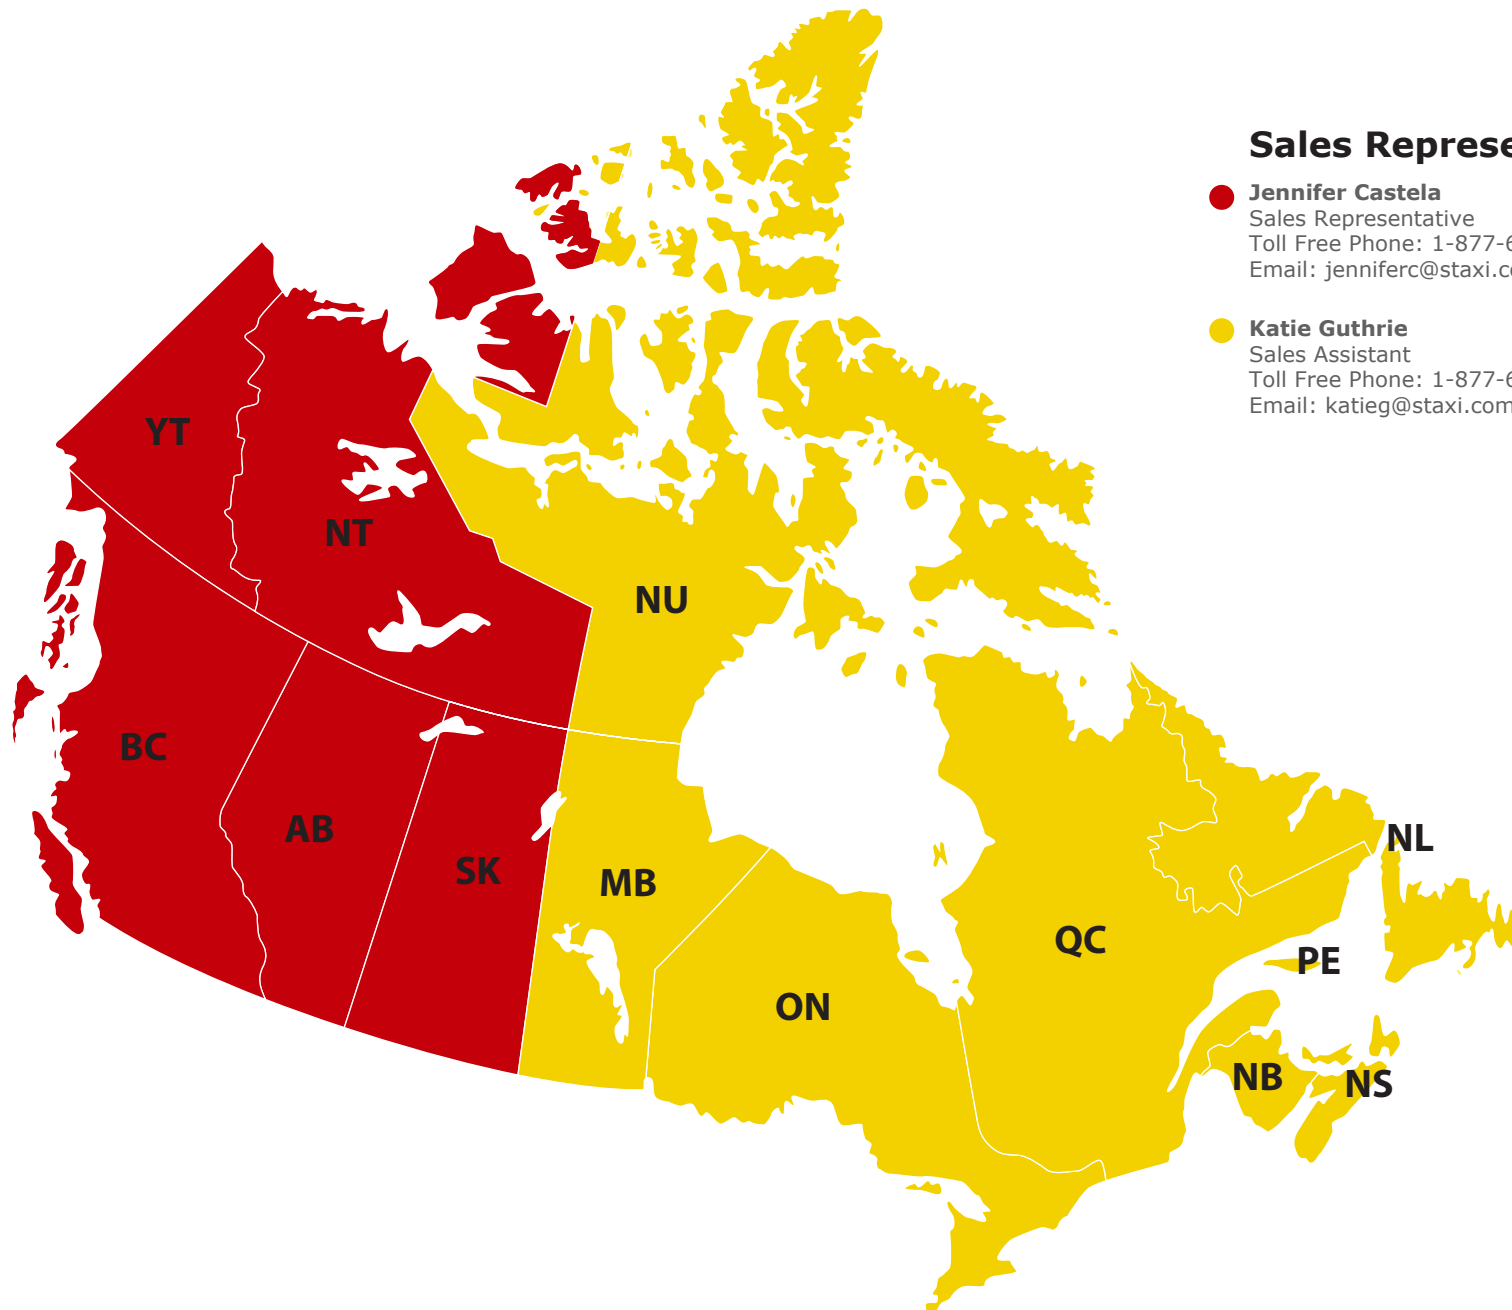 Sales Represe
Jennifer Castela
Sales Representative
Toll Free Phone: 1-877-6
Email: jenniferc@staxi.co
Katie Guthrie
Sales Assistant
Toll Free Phone: 1-877-6
Email: katieg@staxi.com
YT
NT
NU
BC
AB
SK
MB
ON
QC
NL
PE
NB
NS